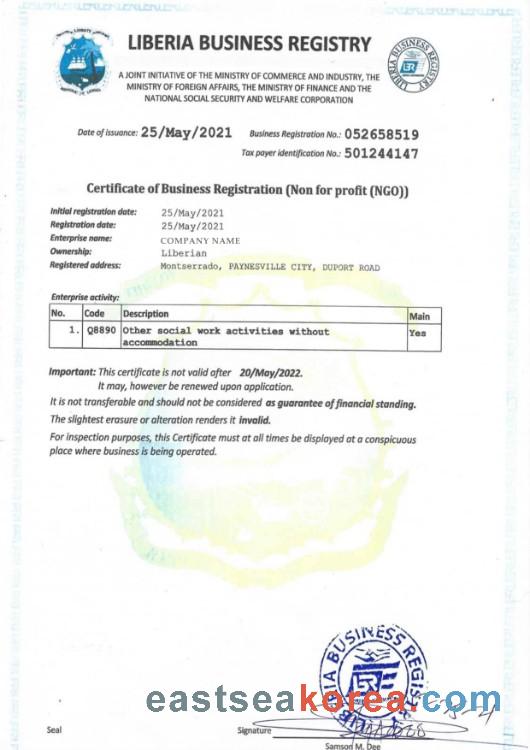 LIBERIA BUSINESS REGISTRY
A JOINT INITIATIVE OF THE MINISTRY OF COMMERCE AND INDUSTRY, THE
MINISTRY OF FOREIGN AFFAIRS, THE MINISTRY OF FINANCE AND THE
NATIONAL SOCIAL SECURITY AND WELFARE CORPORATION
LIBERIA BUSINESS REGISTRY
LBR
Date of issuance: 25/May/2021 Business Registration No.: 052658519
Tax payer identification No.: 501244147
Certificate of Business Registration (Non for profit (NGO))
Initial registration date: 25/May/2021
Registration date: 25/May/2021
Enterprise name: COMPANY NAME
Ownership: Liberian
Registered address: Montserrado, PAYNESVILLE CITY, DUPORT ROAD
Enterprise activity:
No. Code Description Main
1. Q8890 Other social work activities without Yes
accommodation
Important: This certificate is not valid after 20/May/2022.
It may, however be renewed upon application.
It is not transferable and should not be considered as guarantee of financial standing.
The slightest erasure or alteration renders it invalid.
For inspection purposes, this Certificate must at all times be displayed at a conspicuous
place where business is being operated.
LIBERIA BUSINESS REGISTRY
LBR
eastseakorea.com
Seal Signature
Samson M. Dee